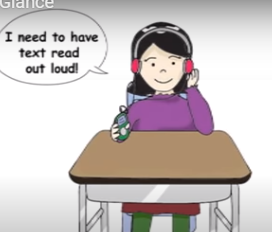 Glance
I need to have
text read
out loud!